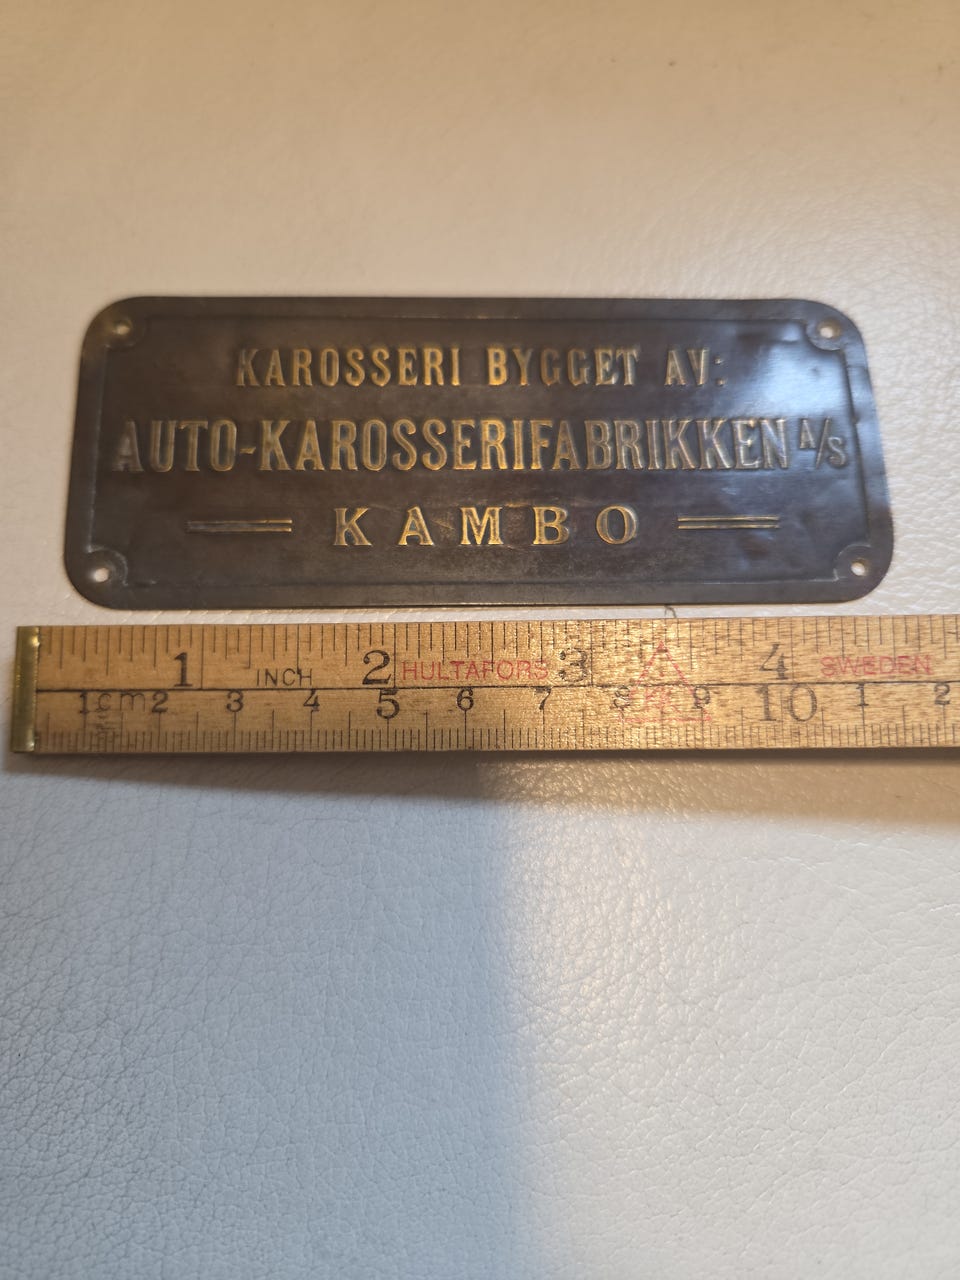 KAROSSERI BYGGET AV:
AUTO-KAROSSERIFABRIKKEN A/S
KAMBO
1 INCH 2 HULTAFORS 3 4 SWEDEN
1cm 2 3 4 5 6 7 8 9 10 1 2